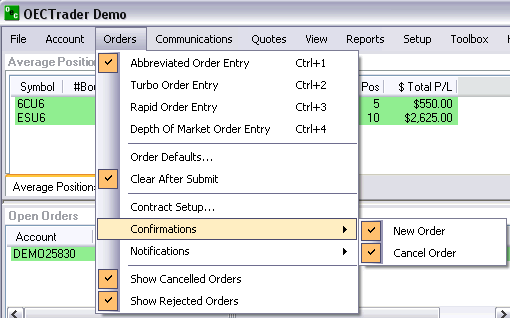 OEC OECTrader Demo
File Account Orders Communications Quotes View Reports Setup Toolbox
Average Position
Symbol #Bou Pos $ Total P/L
6CU6 5 $550.00
ESU6 10 $2,625.00
Average Positions
Open Orders
Account
DEMO25830
Abbreviated Order Entry Ctrl+1
Turbo Order Entry Ctrl+2
Rapid Order Entry Ctrl+3
Depth Of Market Order Entry Ctrl+4
Order Defaults...
Clear After Submit
Contract Setup...
Confirmations
Notifications
Show Cancelled Orders
Show Rejected Orders
New Order
Cancel Order